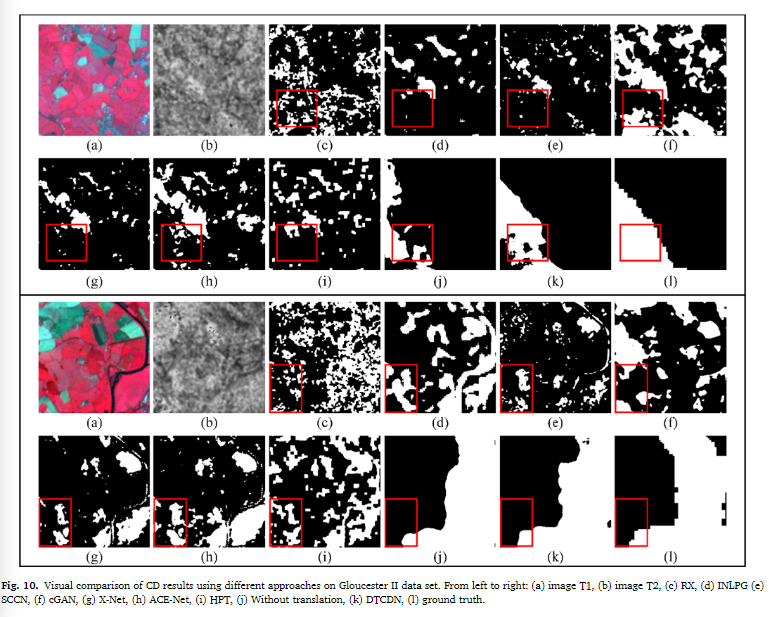 (a) (b) (c) (d) (e) (f)
(g) (h) (i) (j) (k) (l)
(a) (b) (c) (d) (e) (f)
(g) (h) (i) (j) (k) (l)
Fig. 10. Visual comparison of CD results using different approaches on Gloucester II data set. From left to right: (a) image T1, (b) image T2, (c) RX, (d) INLPG (e)
SCCN, (f) cGAN, (g) X-Net, (h) ACE-Net, (i) HPT, (j) Without translation, (k) DTCDN, (l) ground truth.